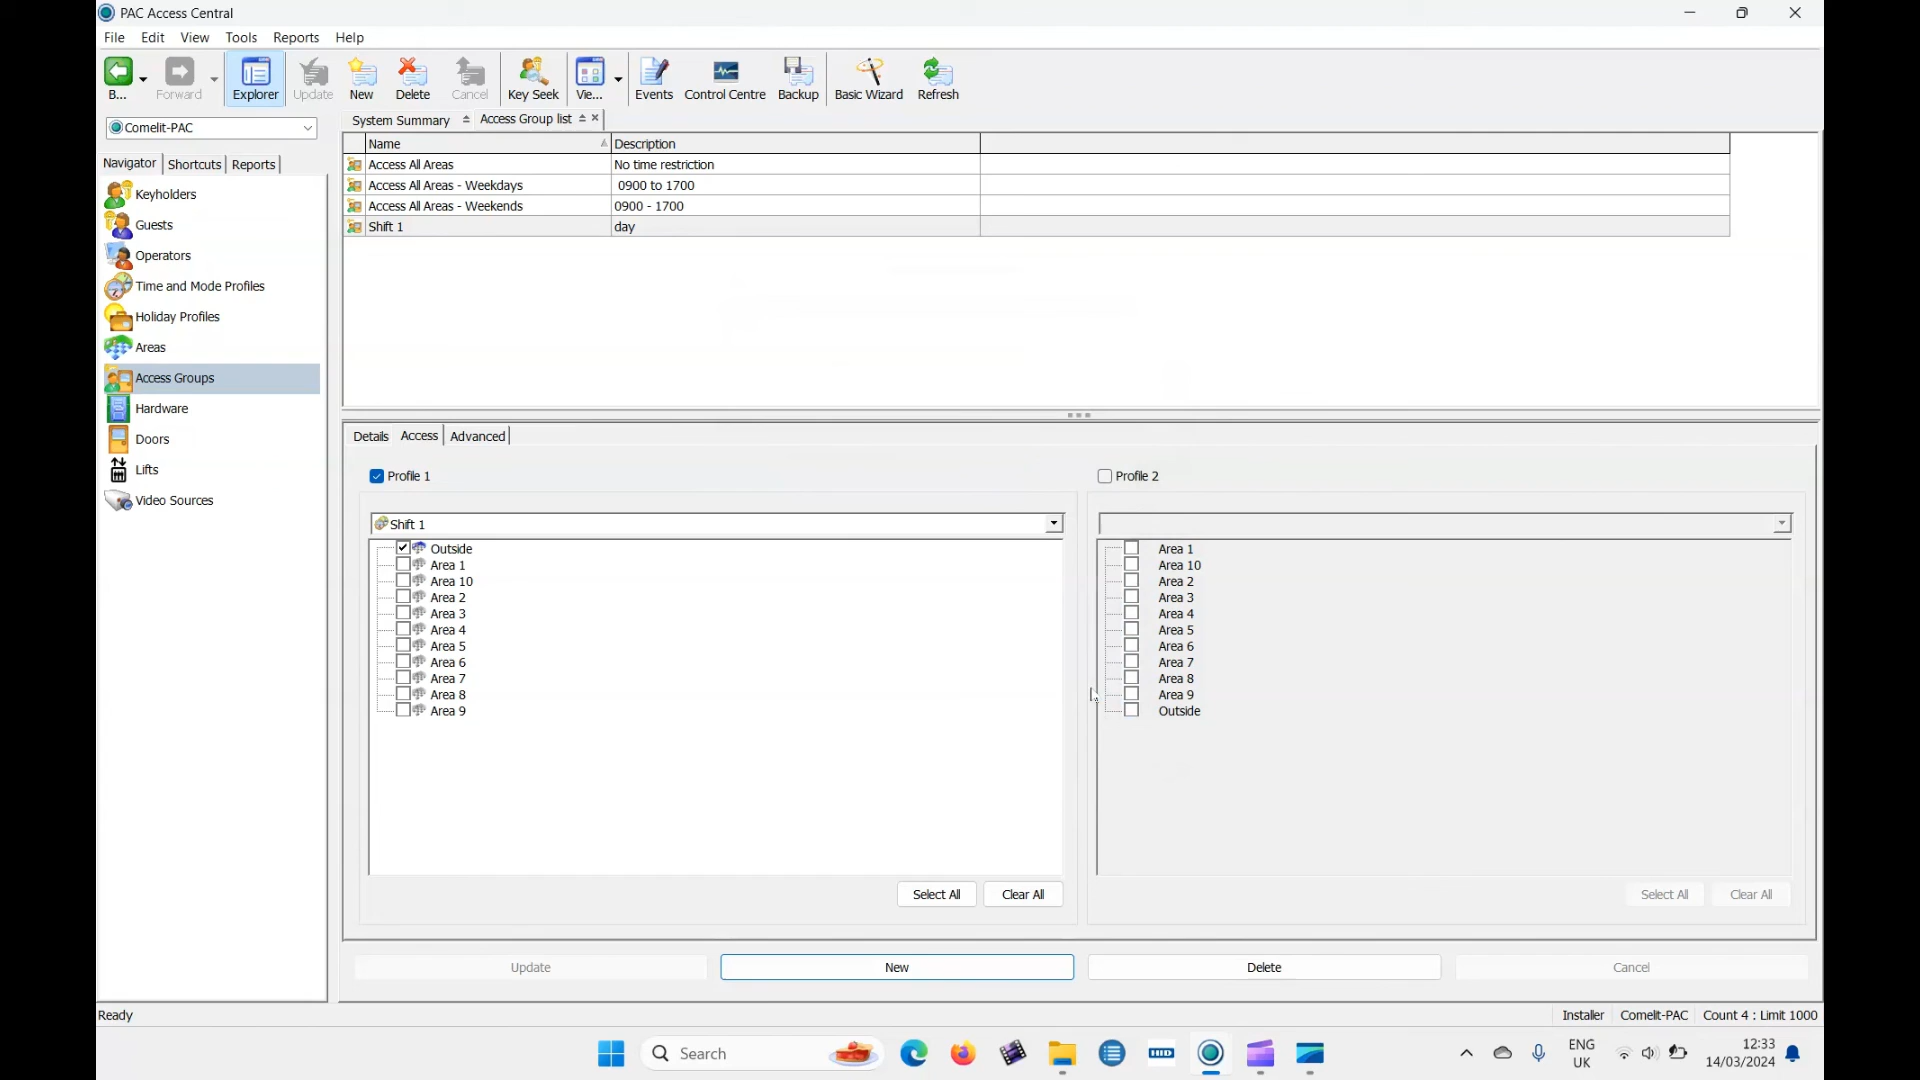 PAC Access Central
File Edit View Tools Reports Help
B... Forward Explorer Update New Delete Cancel Key Seek Vie... Events Control Centre Backup Basic Wizard Refresh
Comelit-PAC
System Summary Access Group list
Navigator Shortcuts Reports
Name Description
Access All Areas No time restriction
Access All Areas - Weekdays 0900 to 1700
Access All Areas - Weekends 0900 - 1700
Shift 1 day
Keyholders
Guests
Operators
Time and Mode Profiles
Holiday Profiles
Areas
Access Groups
Hardware
Doors
Lifts
Video Sources
Details Access Advanced
Profile 1
Shift 1
Outside
Area 1
Area 10
Area 2
Area 3
Area 4
Area 5
Area 6
Area 7
Area 8
Area 9
Select All Clear All
Profile 2
Area 1
Area 10
Area 2
Area 3
Area 4
Area 5
Area 6
Area 7
Area 8
Area 9
Outside
Select All Clear All
Update New Delete Cancel
Ready Installer Comelit-PAC Count 4 : Limit 1000
Search
HID
ENG
UK
12:33
14/03/2024